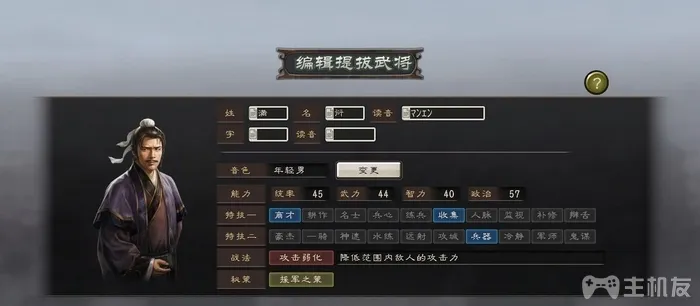 编辑提拔武将
?
姓 满 名 衍 读音 マンエン
字 读音
音色 年轻男 变更
能力 统率 45 武力 44 智力 40 政治 57
特技一 商才 耕作 名士 兵心 练兵 收集 人脉 监视 补修 辩舌
特技二 豪杰 一骑 神速 水练 远射 攻城 兵器 冷静 军师 鬼谋
战法 攻击弱化 降低范围内敌人的攻击力
秘策 援军之策
主机友